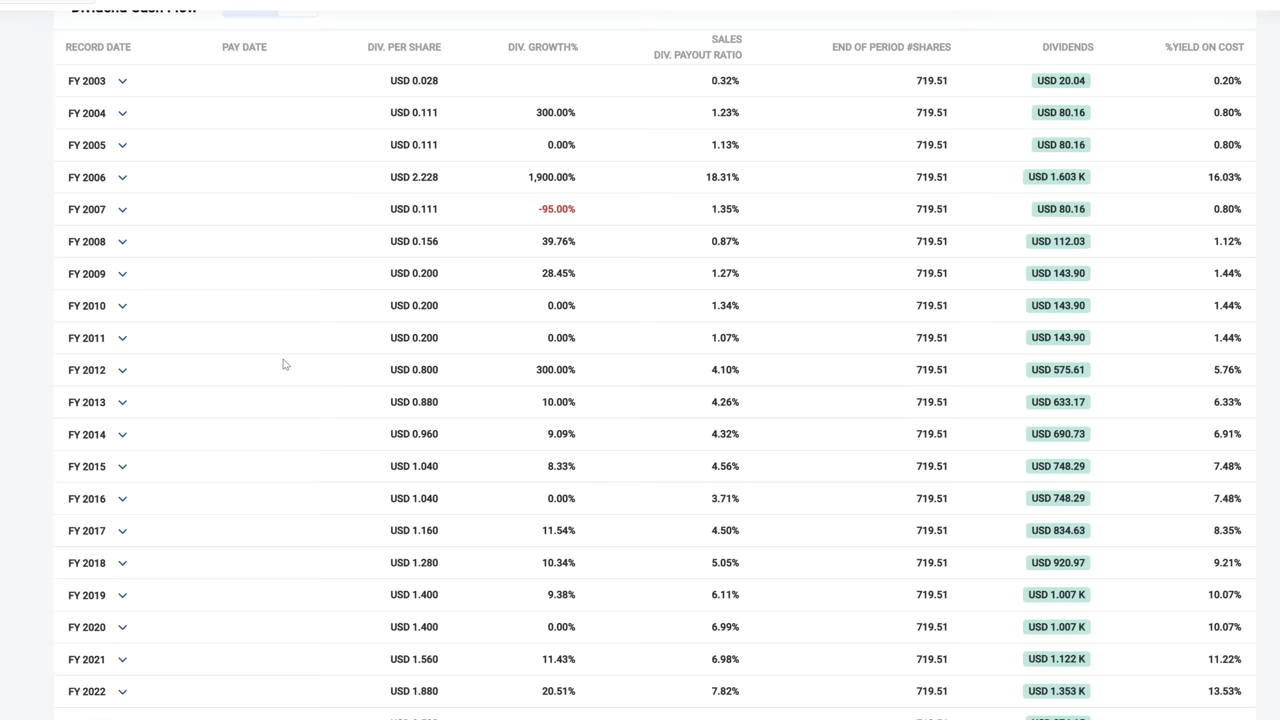 RECORD DATE PAY DATE DIV. PER SHARE DIV. GROWTH% SALES DIV. PAYOUT RATIO END OF PERIOD #SHARES DIVIDENDS %YIELD ON COST
FY 2003 USD 0.028 0.32% 719.51 USD 20.04 0.20%
FY 2004 USD 0.111 300.00% 1.23% 719.51 USD 80.16 0.80%
FY 2005 USD 0.111 0.00% 1.13% 719.51 USD 80.16 0.80%
FY 2006 USD 2.228 1,900.00% 18.31% 719.51 USD 1.603 K 16.03%
FY 2007 USD 0.111 -95.00% 1.35% 719.51 USD 80.16 0.80%
FY 2008 USD 0.156 39.76% 0.87% 719.51 USD 112.03 1.12%
FY 2009 USD 0.200 28.45% 1.27% 719.51 USD 143.90 1.44%
FY 2010 USD 0.200 0.00% 1.34% 719.51 USD 143.90 1.44%
FY 2011 USD 0.200 0.00% 1.07% 719.51 USD 143.90 1.44%
FY 2012 USD 0.800 300.00% 4.10% 719.51 USD 575.61 5.76%
FY 2013 USD 0.880 10.00% 4.26% 719.51 USD 633.17 6.33%
FY 2014 USD 0.960 9.09% 4.32% 719.51 USD 690.73 6.91%
FY 2015 USD 1.040 8.33% 4.56% 719.51 USD 748.29 7.48%
FY 2016 USD 1.040 0.00% 3.71% 719.51 USD 748.29 7.48%
FY 2017 USD 1.160 11.54% 4.50% 719.51 USD 834.63 8.35%
FY 2018 USD 1.280 10.34% 5.05% 719.51 USD 920.97 9.21%
FY 2019 USD 1.400 9.38% 6.11% 719.51 USD 1.007 K 10.07%
FY 2020 USD 1.400 0.00% 6.99% 719.51 USD 1.007 K 10.07%
FY 2021 USD 1.560 11.43% 6.98% 719.51 USD 1.122 K 11.22%
FY 2022 USD 1.880 20.51% 7.82% 719.51 USD 1.353 K 13.53%